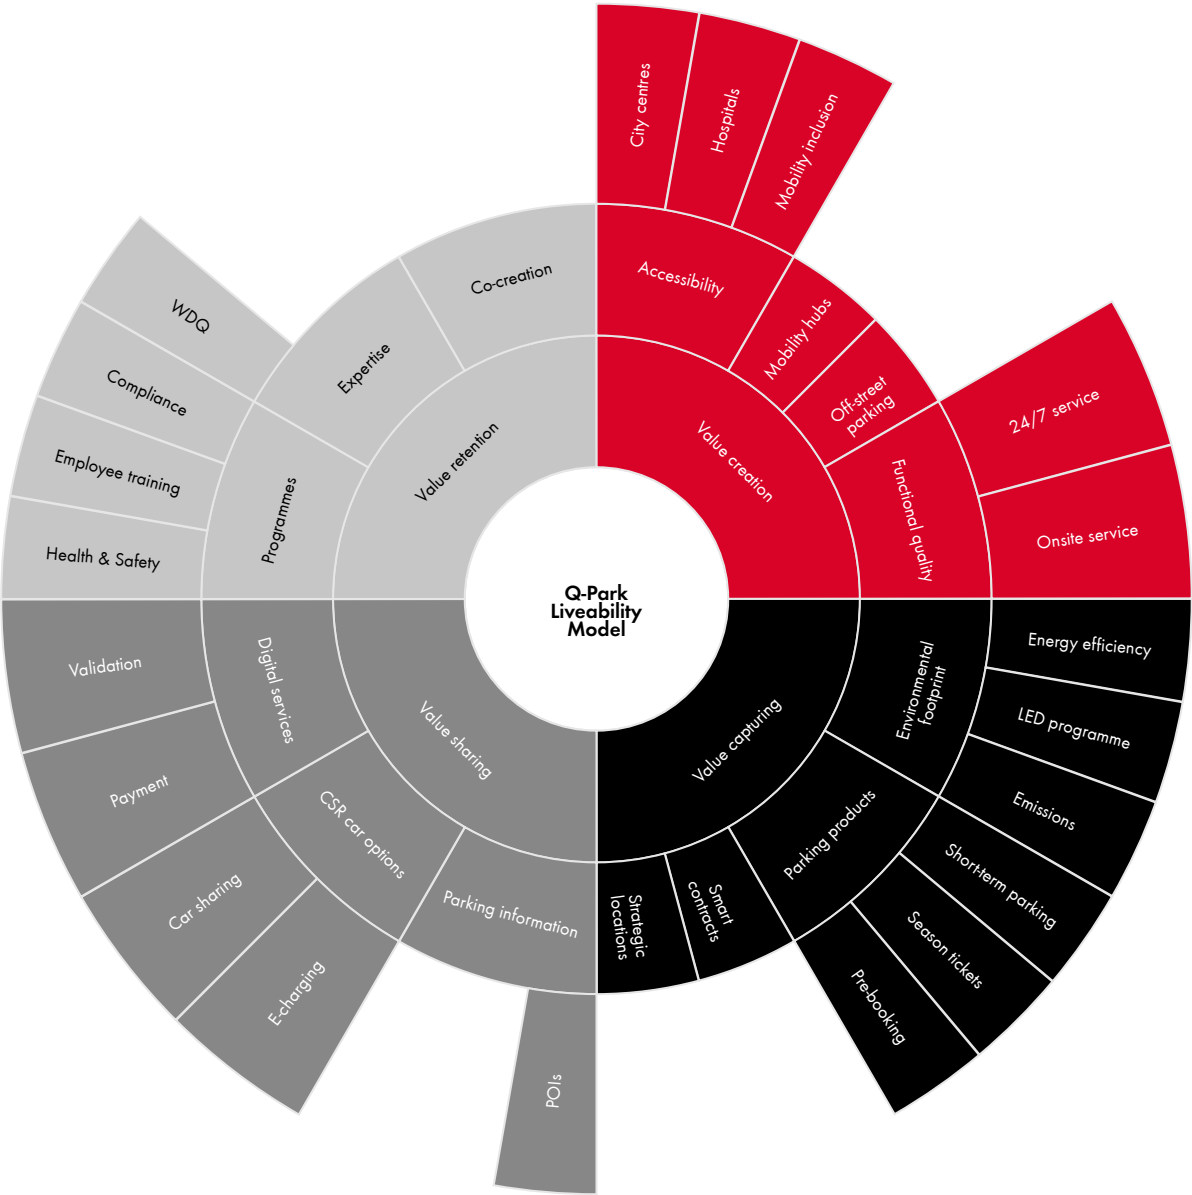 Q-Park
Liveability
Model
Value creation
Accessibility
City centres
Hospitals
Mobility inclusion
Mobility hubs
Off-street
parking
Functional quality
24/7 service
Onsite service
Value capturing
Environmental
footprint
Energy efficiency
LED programme
Emissions
Parking products
Short-term parking
Season tickets
Pre-booking
Smart
contracts
Strategic
locations
Value sharing
Parking information
POIs
CSR car options
E-charging
Car sharing
Digital services
Payment
Validation
Value retention
Programmes
Health & Safety
Employee training
Compliance
WDQ
Expertise
Co-creation